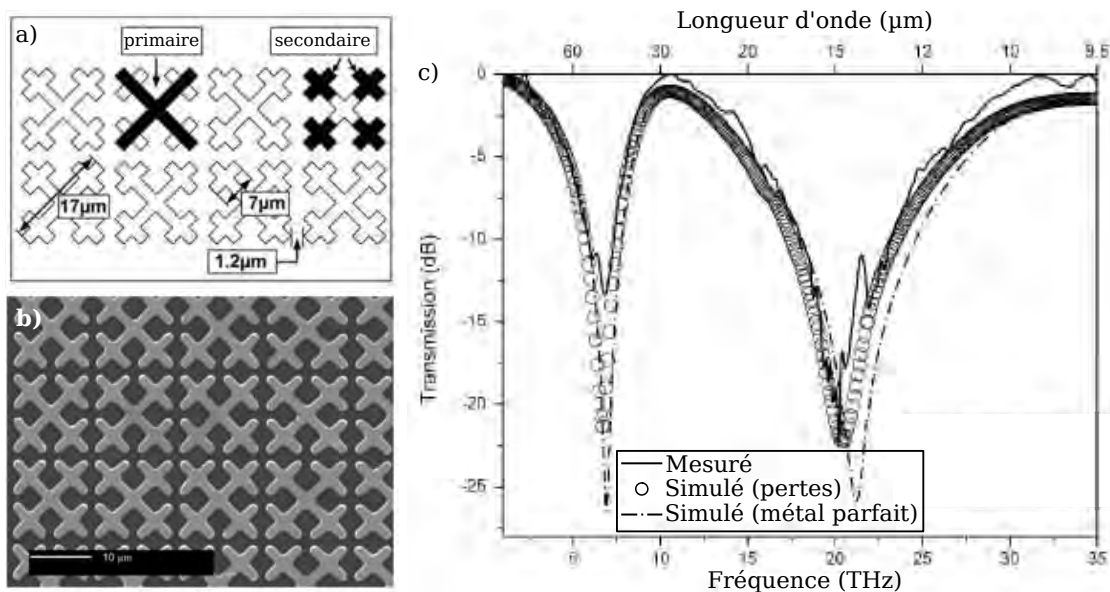 a)
primaire
secondaire
17µm
7µm
1.2µm
b)
10 µm
c)
Longueur d'onde (µm)
60 30 20 15 12 10 9.5
Transmission (dB)
0
-5
-10
-15
-20
-25
Mesuré
Simulé (pertes)
Simulé (métal parfait)
5 10 15 20 25 30 35
Fréquence (THz)